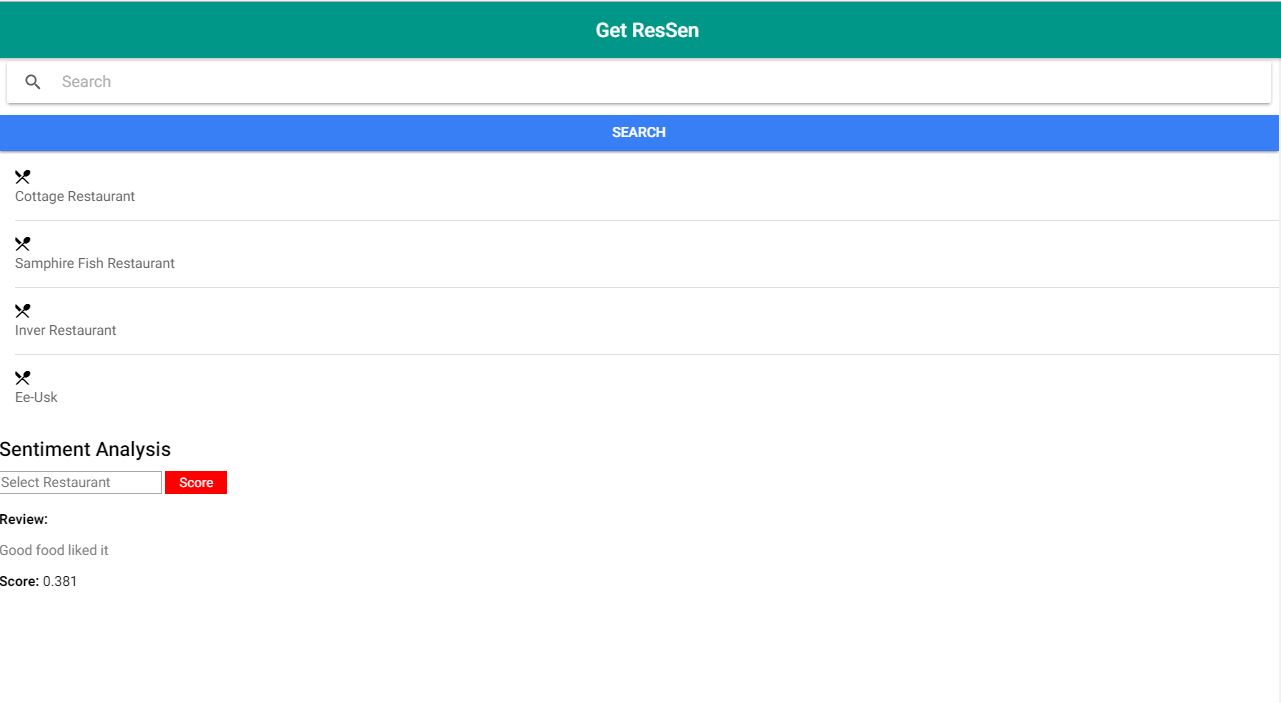 Get ResSen
Search
SEARCH
Cottage Restaurant
Samphire Fish Restaurant
Inver Restaurant
Ee-Usk
Sentiment Analysis
Select Restaurant Score
Review:
Good food liked it
Score: 0.381